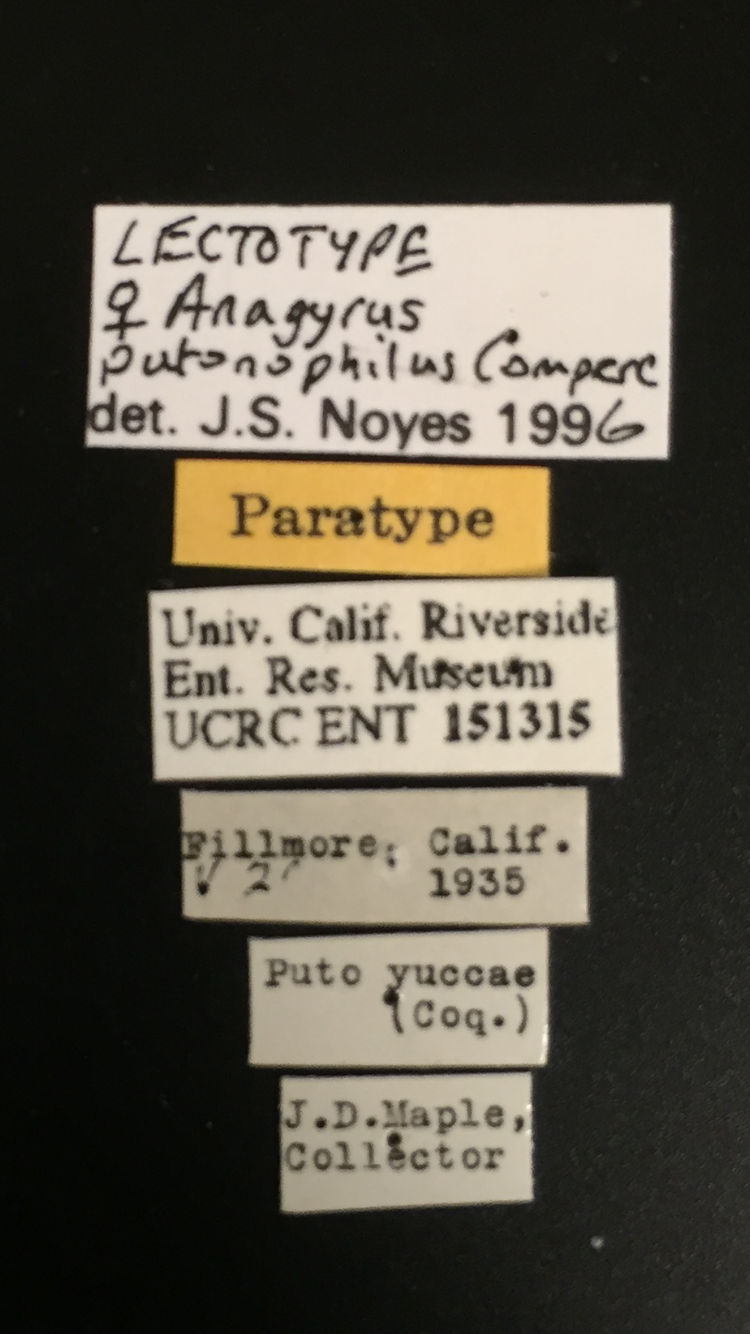 LECTOTYPE
♀ Anagyrus
putonophilus Compere
det. J.S. Noyes 1996
Paratype
Univ. Calif. Riverside
Ent. Res. Museum
UCRC ENT 151315
Fillmore, Calif.
V 1935
Puto yuccae
(Coq.)
J.D.Maple,
Collector